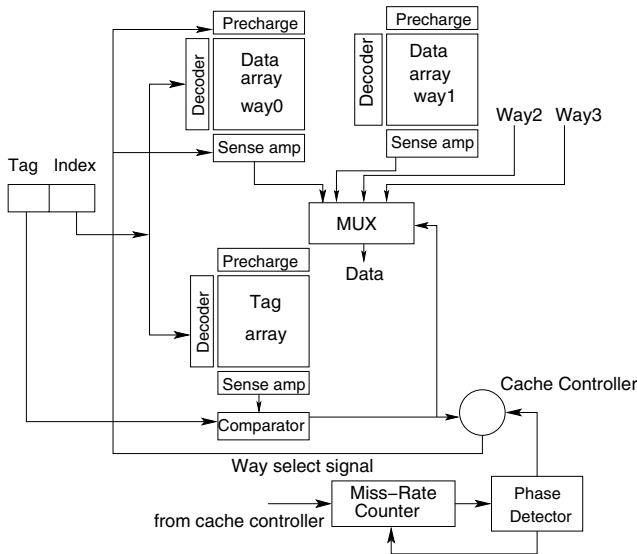 Precharge
Decoder
Data
array
way0
Sense amp
Precharge
Decoder
Data
array
way1
Sense amp
Way2
Way3
Tag
Index
MUX
Data
Precharge
Decoder
Tag
array
Sense amp
Comparator
Cache Controller
Way select signal
from cache controller
Miss-Rate
Counter
Phase
Detector